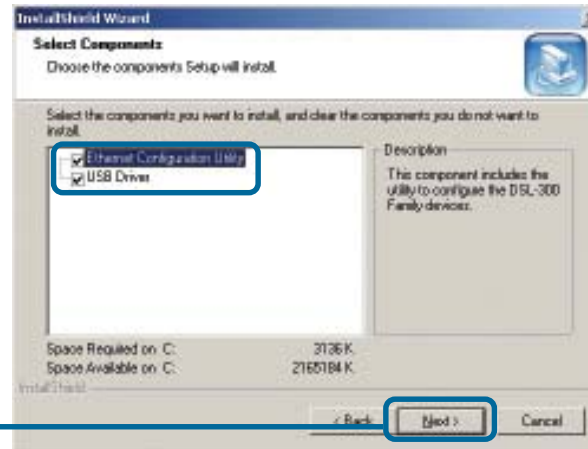 InstallShield Wizard
Select Components
Choose the components Setup will install.
Select the components you want to install, and clear the components you do not want to
install.
Ethernet Configuration Utility
USB Driver
Description
This component includes the
utility to configure the DSL-300
Family devices.
Space Required on C: 3136 K
Space Available on C: 2165184 K
InstallShield
< Back Next > Cancel